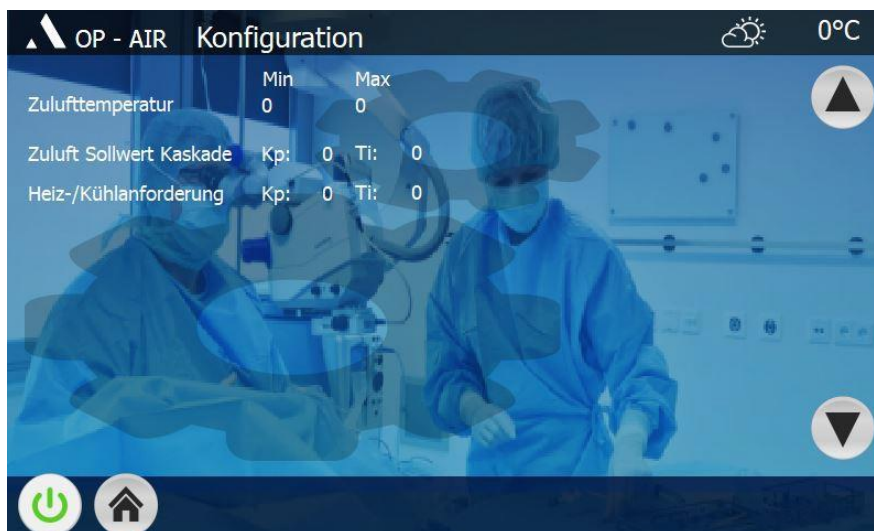 OP - AIR Konfiguration 0°C
Min Max
Zulufttemperatur 0 0
Zuluft Sollwert Kaskade Kp: 0 Ti: 0
Heiz-/Kühlanforderung Kp: 0 Ti: 0